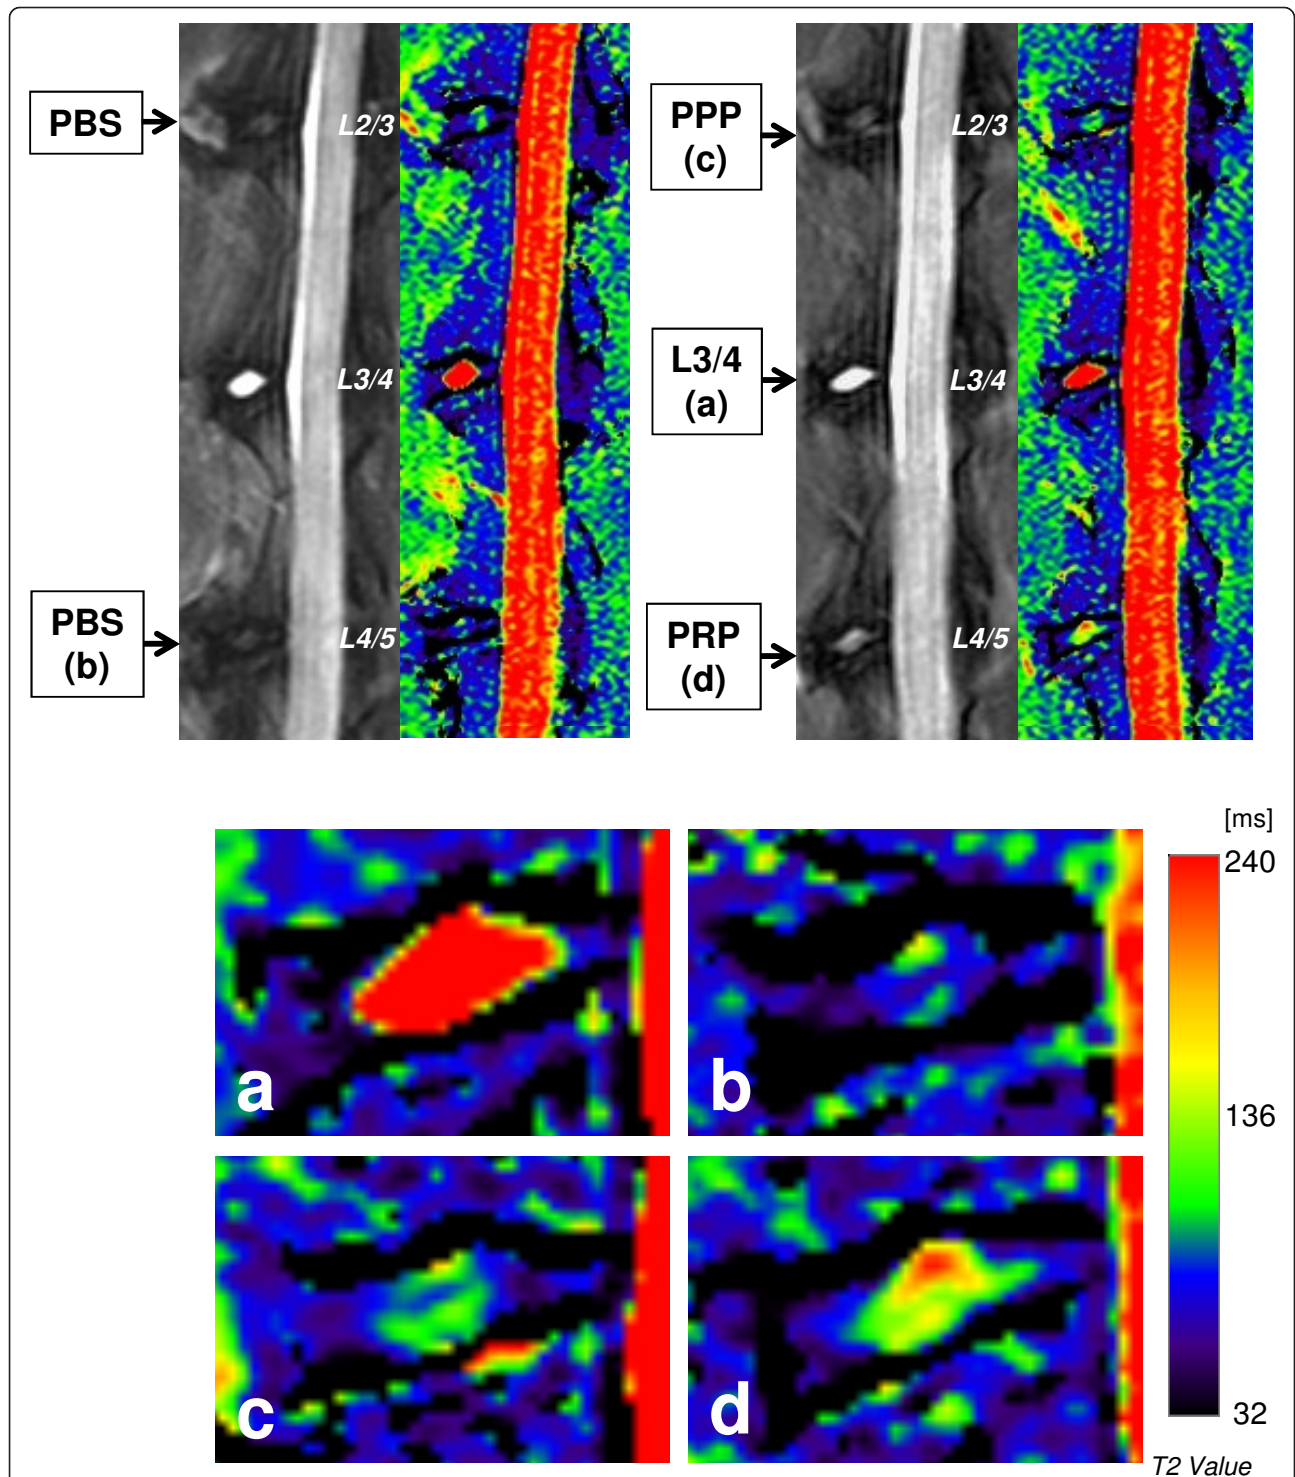 PBS
L2/3
L3/4
PBS
(b)
L4/5
PPP
(c)
L2/3
L3/4
(a)
L3/4
PRP
(d)
L4/5
[ms]
240
136
32
T2 Value
a
b
c
d